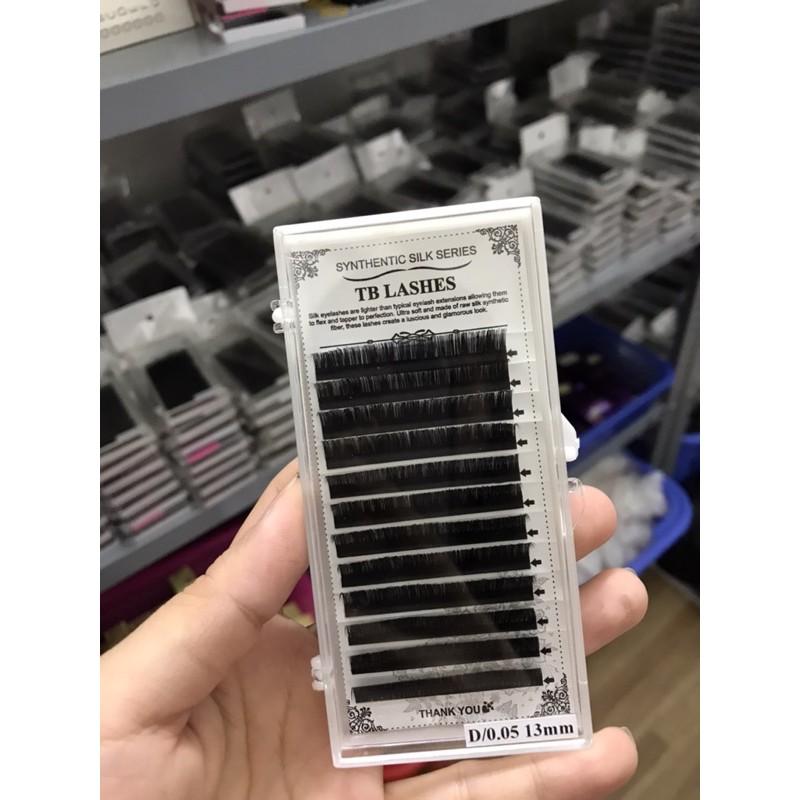 SYNTHENTIC SILK SERIES
TB LASHES
Silk eyelashes are lighter than typical eyelash extensions allowing them
to flex and tapper to perfection. Ultra soft and made of raw silk synthetic
fiber, these lashes create a luscious and glamorous look.
THANK YOU
D/0.05 13mm